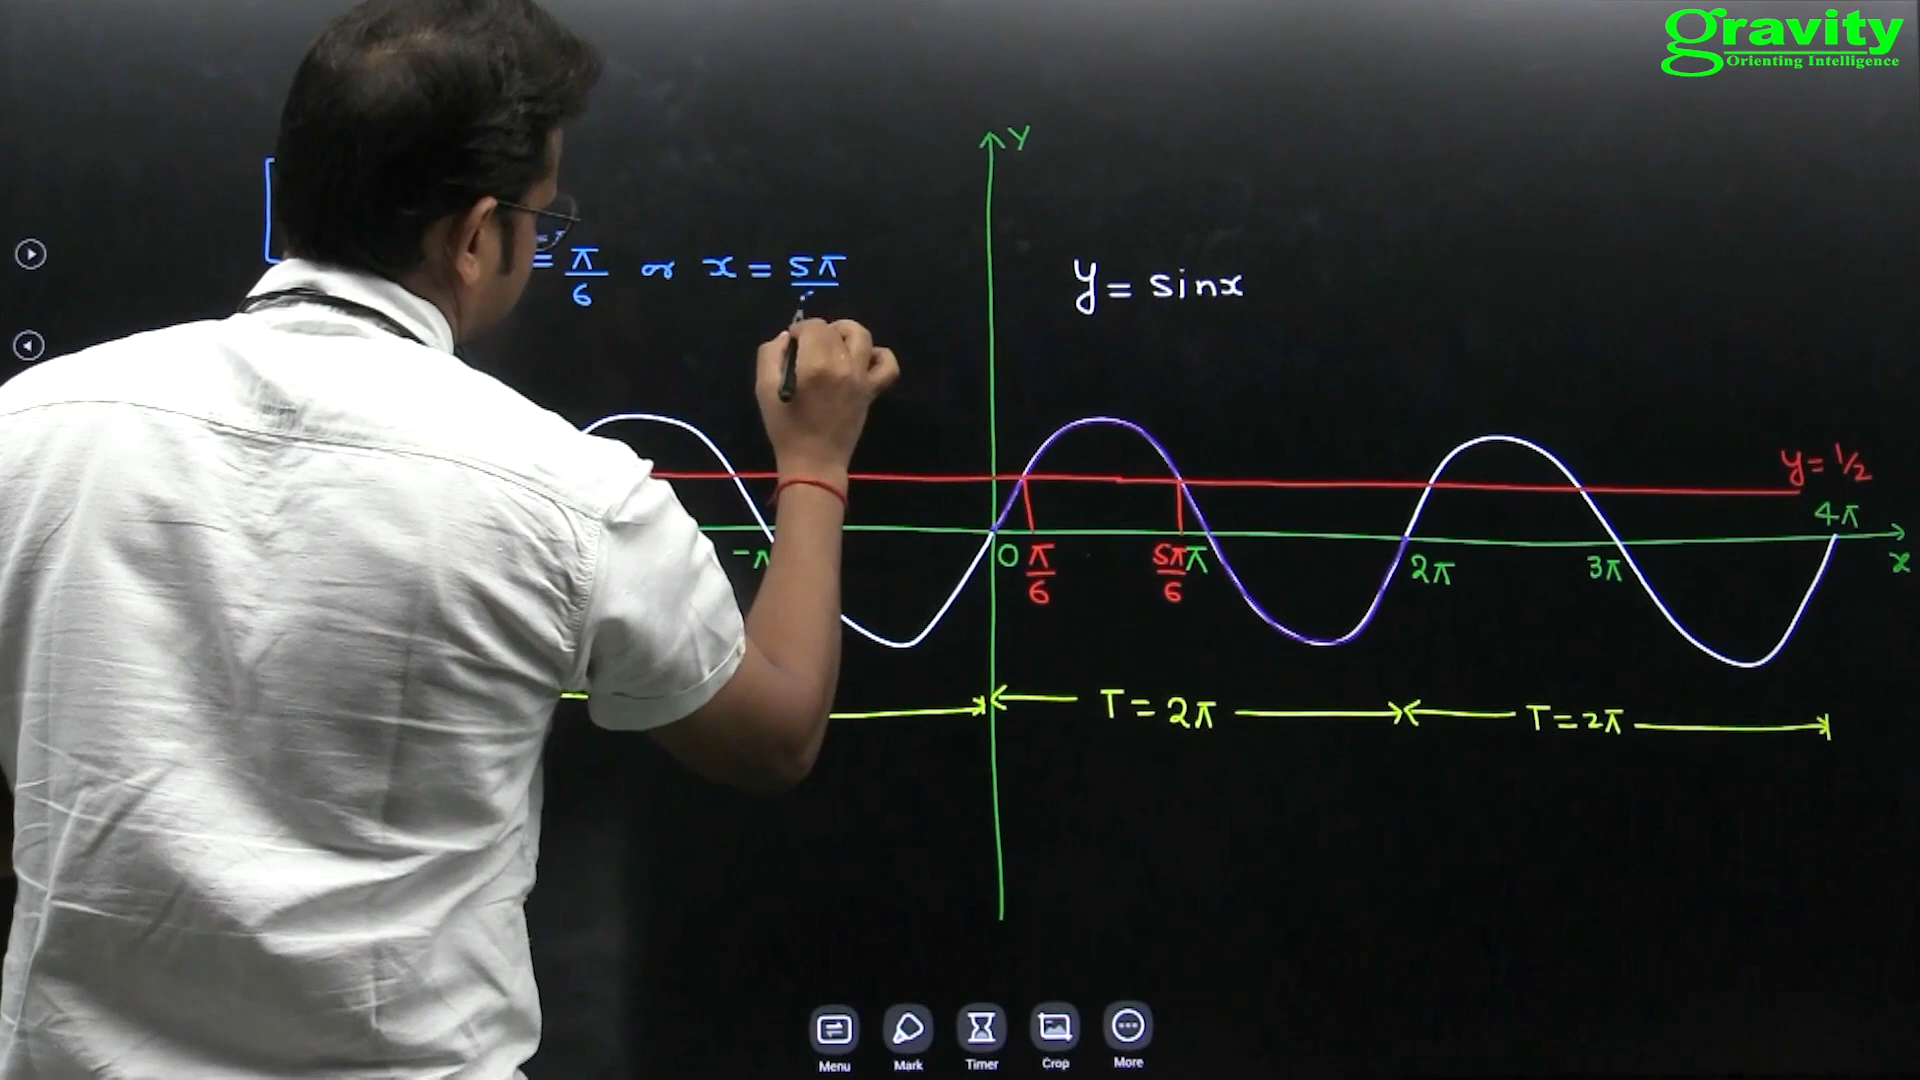 gravity
Orienting Intelligence
Y
= π/6 or x = 5π
y = sinx
y = 1/2
4π
-π 0 π/6 5π/6 π 2π 3π x
T = 2π T = 2π
Menu Mark Timer Crop More